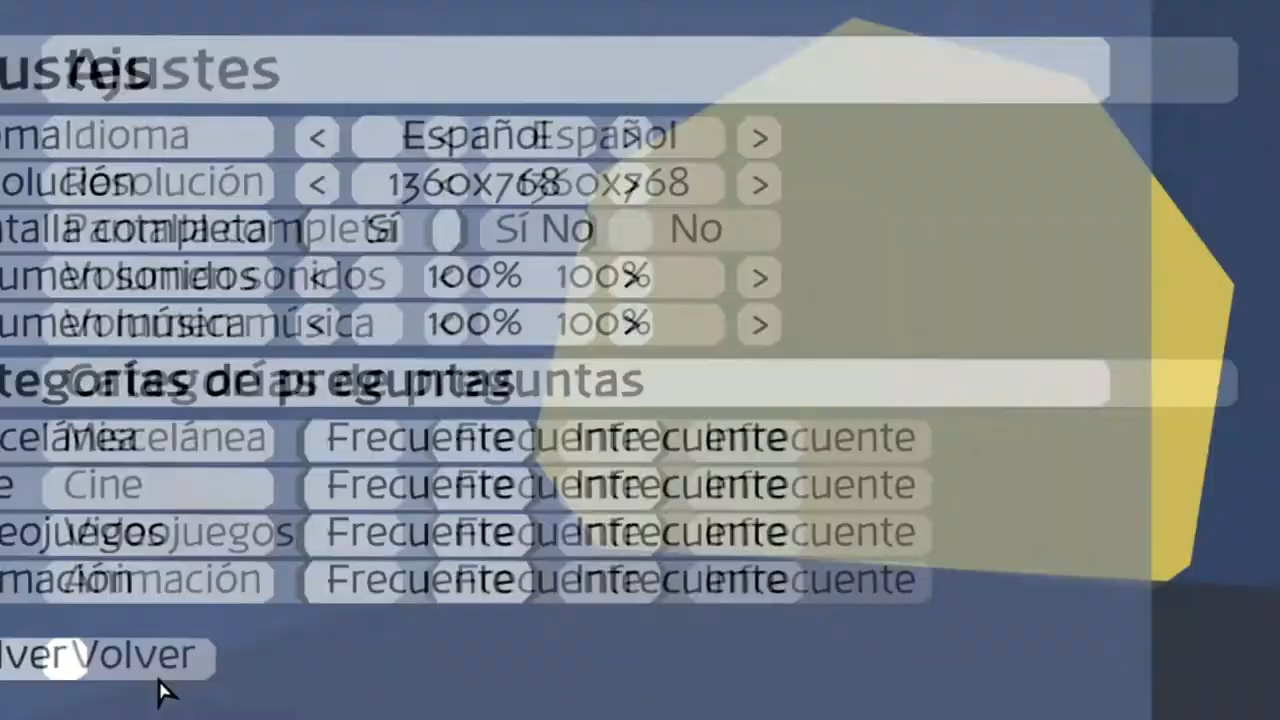 Ajustes
Idioma < Español >
Resolución < 1360x768 >
Pantalla completa Sí No
Volumen sonidos < 100% >
Volumen música < 100% >
Categorías de preguntas
Miscelánea Frecuente Infrecuente
Cine Frecuente Infrecuente
Videojuegos Frecuente Infrecuente
Animación Frecuente Infrecuente
Volver